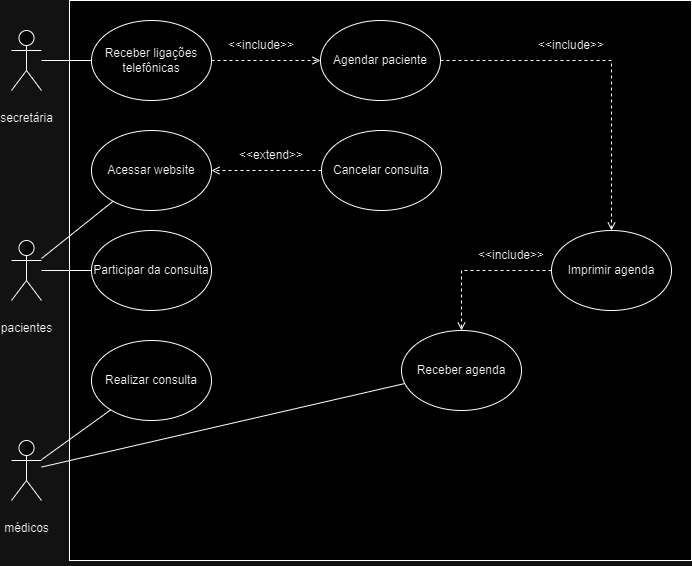 Receber ligações
telefônicas
<<include>>
Agendar paciente
<<include>>
secretária
Acessar website
<<extend>>
Cancelar consulta
Participar da consulta
<<include>>
Imprimir agenda
pacientes
Realizar consulta
Receber agenda
médicos